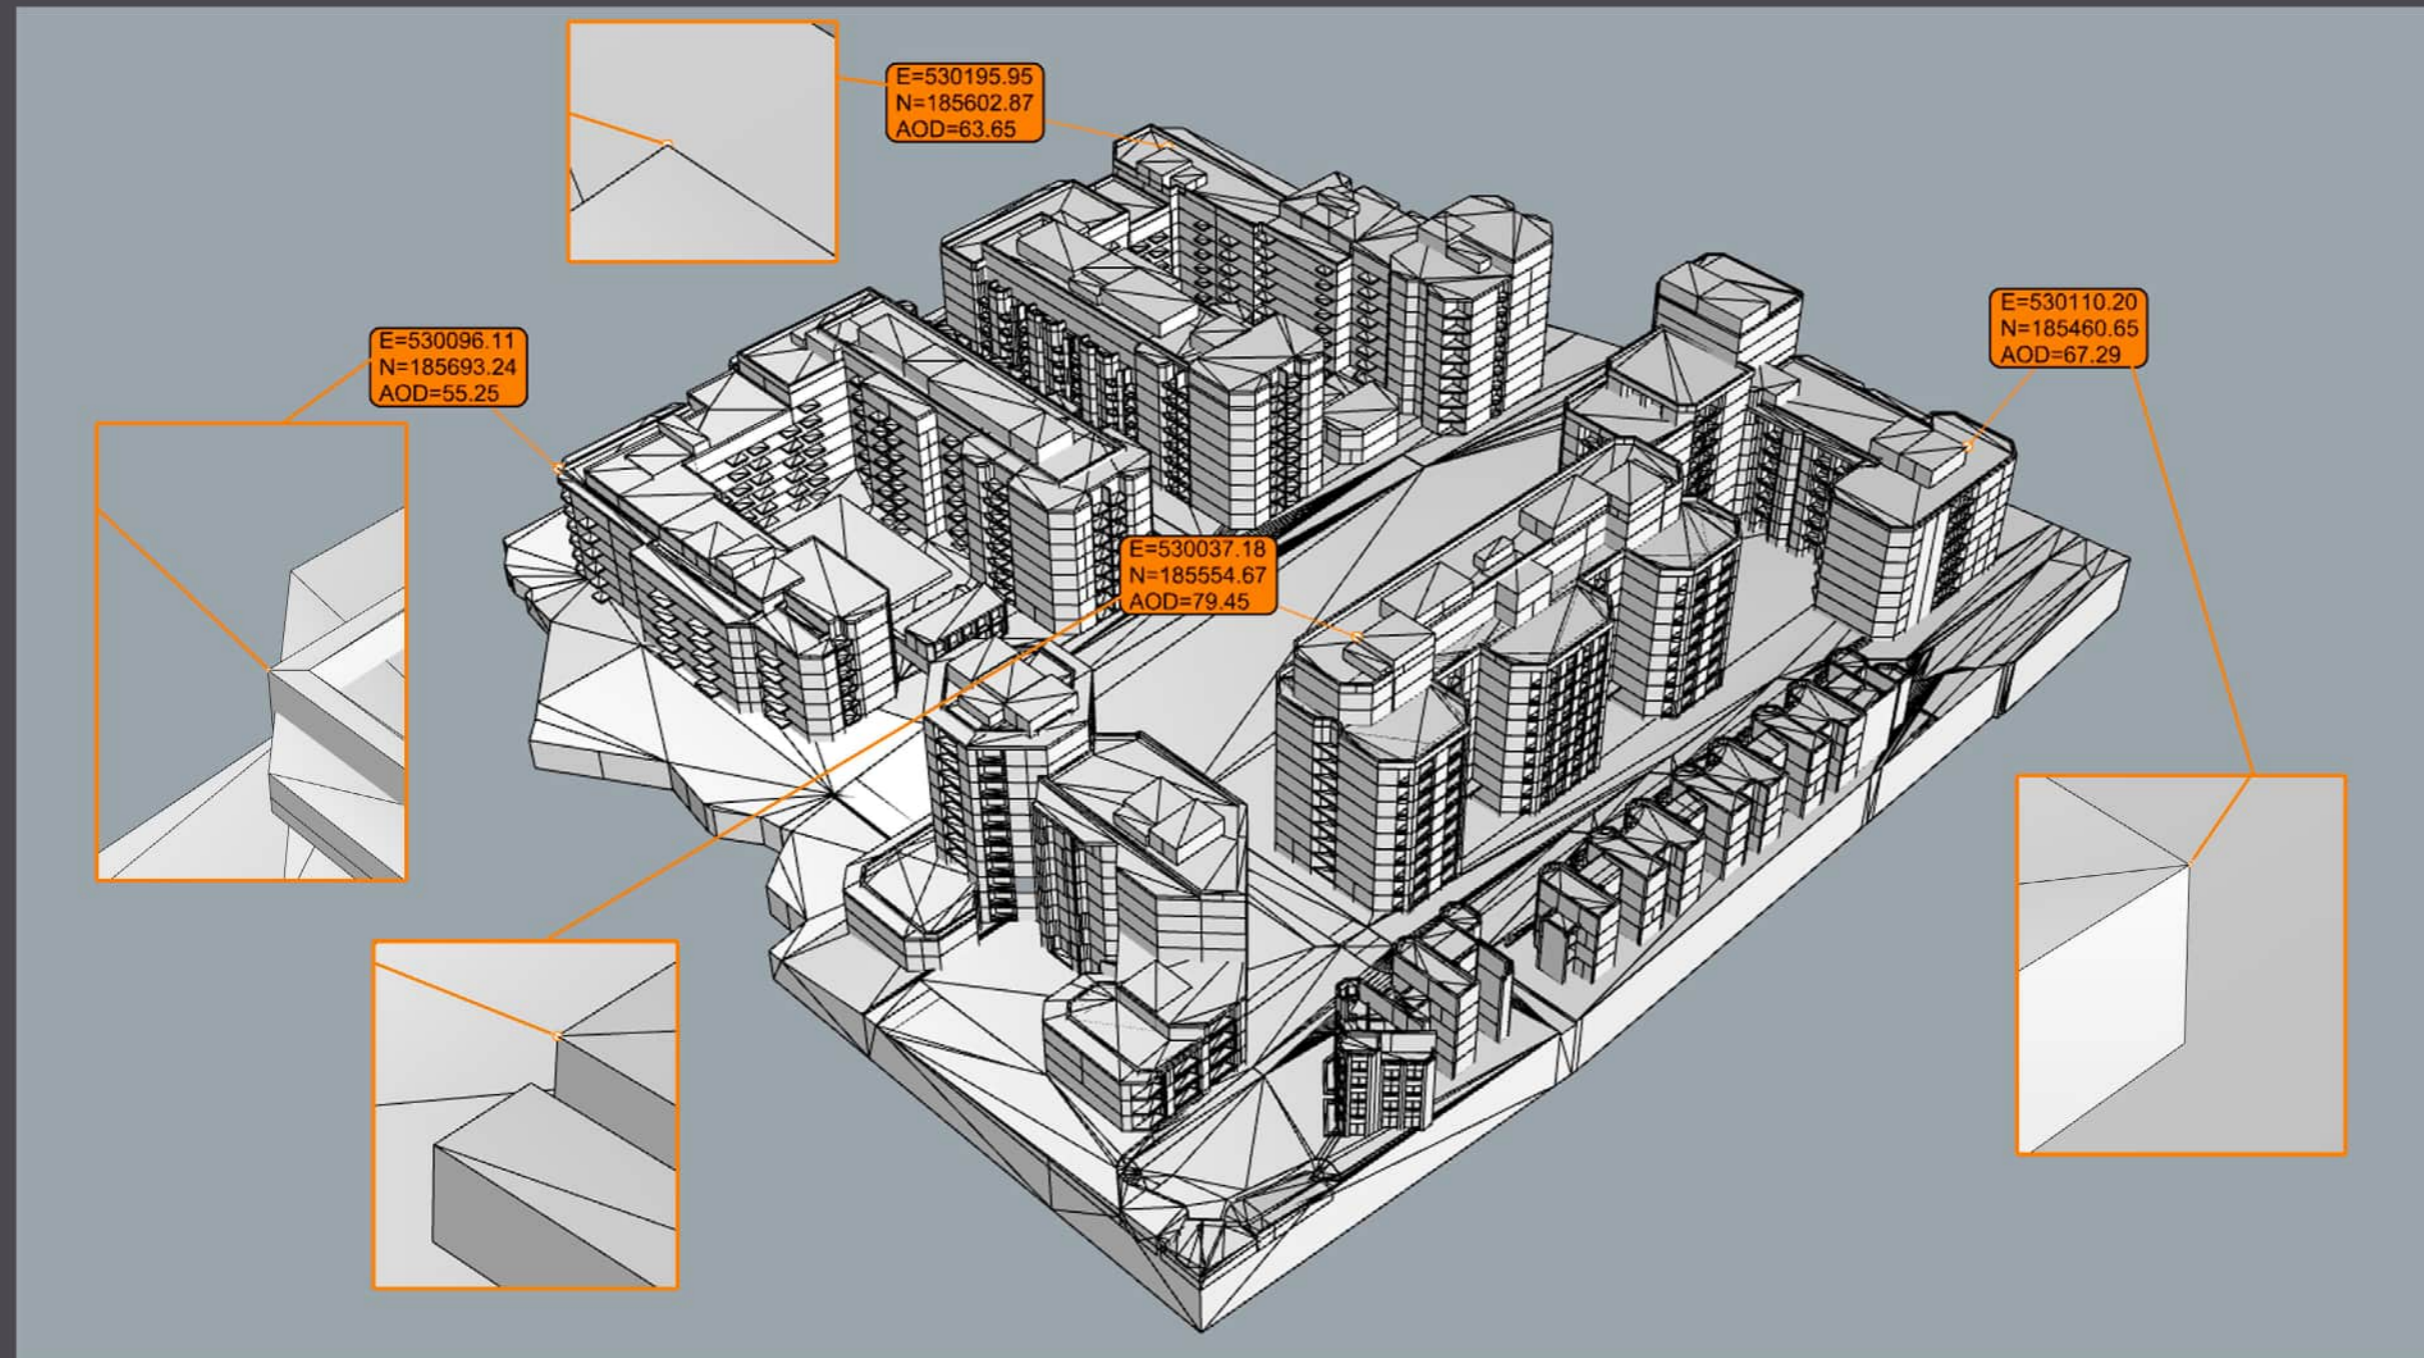 E=530195.95
N=185602.87
AOD=63.65
E=530110.20
N=185460.65
AOD=67.29
E=530096.11
N=185693.24
AOD=55.25
E=530037.18
N=185554.67
AOD=79.45